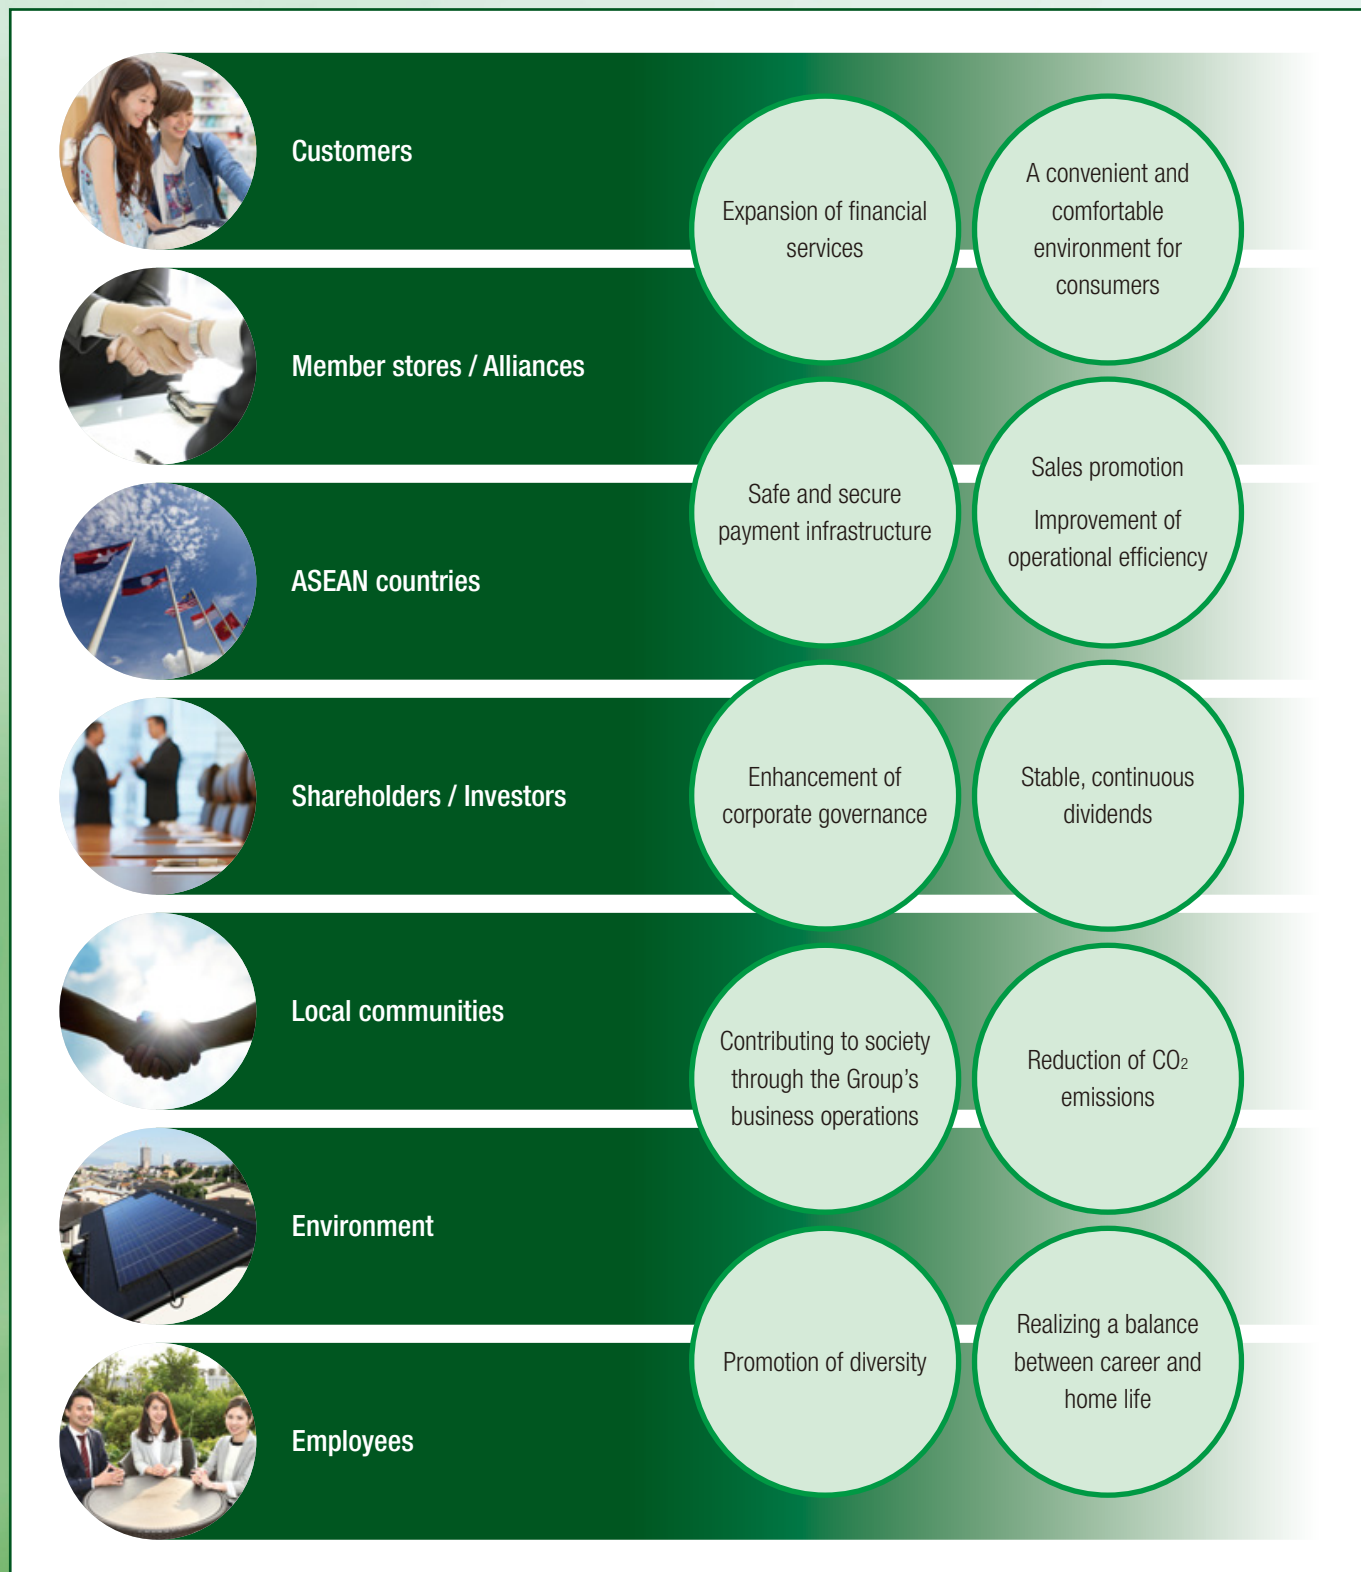 Customers
Expansion of financial
services
A convenient and
comfortable
environment for
consumers
Member stores / Alliances
Safe and secure
payment infrastructure
Sales promotion
Improvement of
operational efficiency
ASEAN countries
Shareholders / Investors
Enhancement of
corporate governance
Stable, continuous
dividends
Local communities
Contributing to society
through the Group’s
business operations
Reduction of CO₂
emissions
Environment
Promotion of diversity
Realizing a balance
between career and
home life
Employees